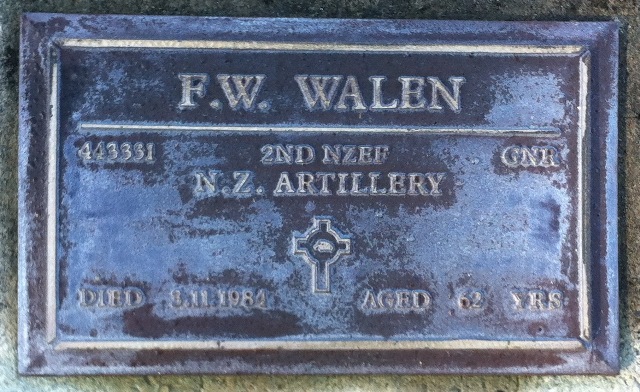 F.W. WALEN
443331 2ND NZEF GNR
N.Z. ARTILLERY
DIED 8.11.1984 AGED 62 YRS